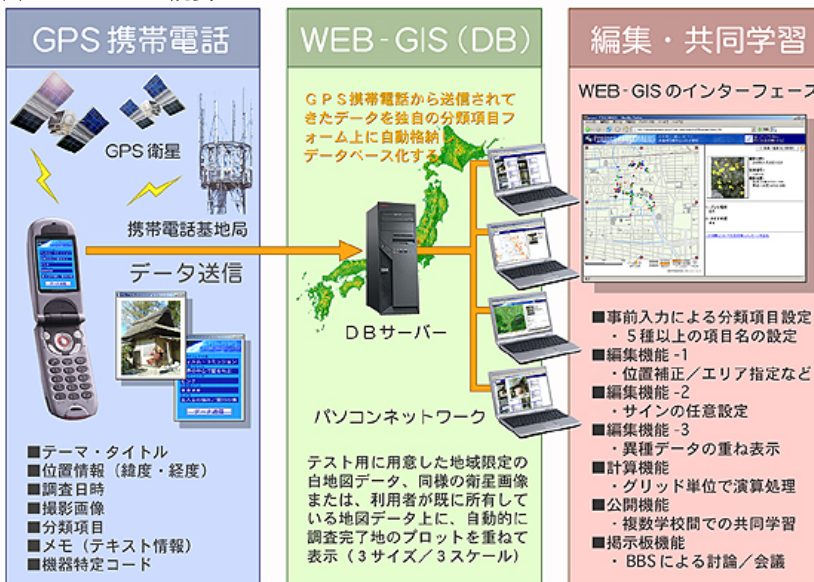 GPS携帯電話
GPS衛星
携帯電話基地局
データ送信
■テーマ・タイトル
■位置情報（緯度・経度）
■調査日時
■撮影画像
■分類項目
■メモ（テキスト情報）
■機器特定コード
WEB-GIS(DB)
ＧＰＳ携帯電話から送信されて
きたデータを独自の分類項目フ
ォーム上に自動格納
データベース化する
DBサーバー
パソコンネットワーク
テスト用に用意した地域限定の
白地図データ、同様の衛星画像
または、利用者が既に所有して
いる地図データ上に、自動的に
調査完了地のプロットを重ねて
表示（３サイズ／３スケール）
編集・共同学習
WEB-GISのインターフェース
■事前入力による分類項目設定
・５種以上の項目名の設定
■編集機能-1
・位置補正／エリア指定など
■編集機能-2
・サインの任意設定
■編集機能-3
・異種データの重ね表示
■計算機能
・グリッド単位で演算処理
■公開機能
・複数学校間での共同学習
■掲示板機能
・BBSによる討論／会議